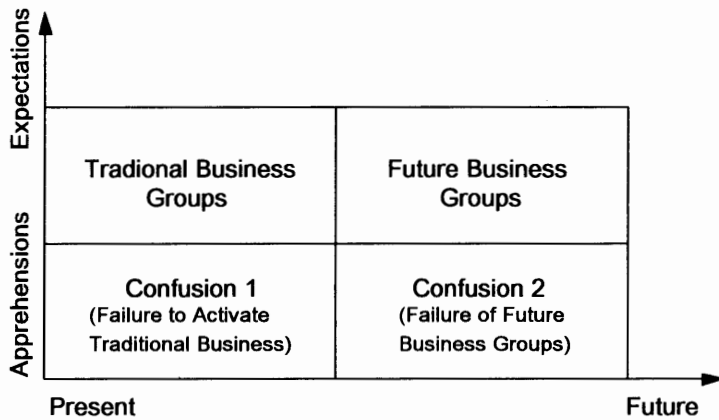 Expectations
Tradional Business
Groups
Future Business
Groups
Apprehensions
Confusion 1
(Failure to Activate
Traditional Business)
Confusion 2
(Failure of Future
Business Groups)
Present
Future